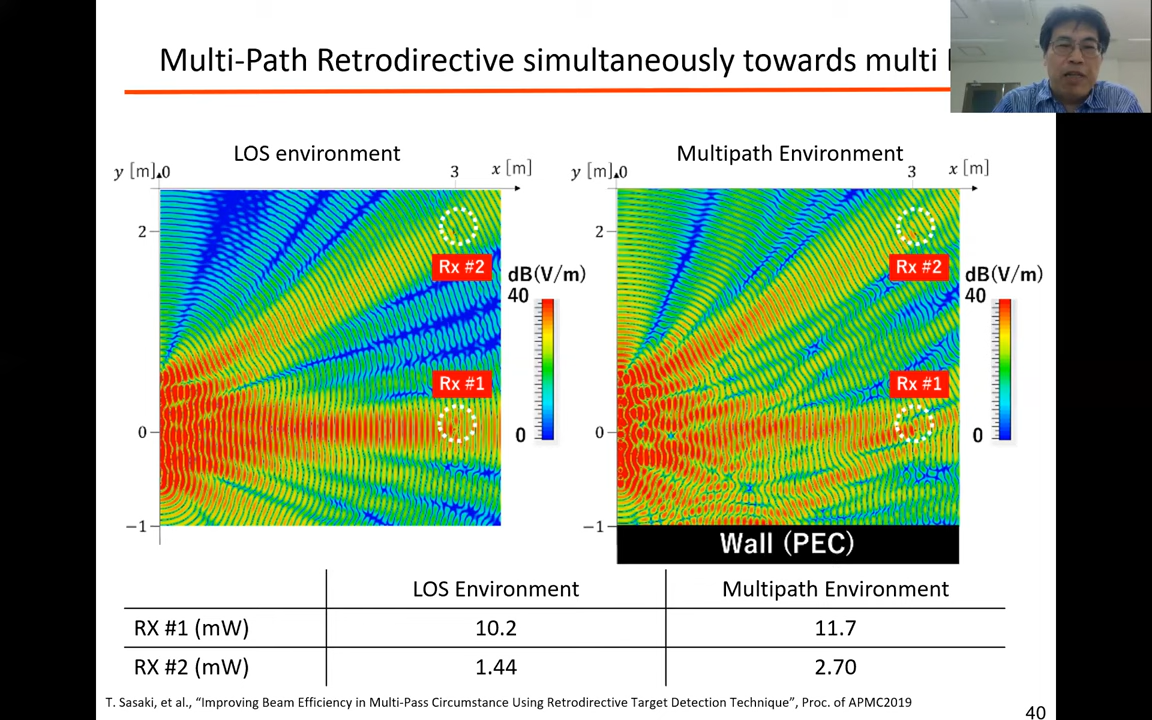 Multi-Path Retrodirective simultaneously towards multi
LOS environment
Multipath Environment
y [m] 0 3 x [m]
y [m] 0 3 x [m]
2
2
Rx #2
Rx #2
dB(V/m)
dB(V/m)
40
40
Rx #1
Rx #1
0
0
0
0
−1
−1
Wall (PEC)
LOS Environment Multipath Environment
RX #1 (mW) 10.2 11.7
RX #2 (mW) 1.44 2.70
T. Sasaki, et al., “Improving Beam Efficiency in Multi-Pass Circumstance Using Retrodirective Target Detection Technique”, Proc. of APMC2019
40